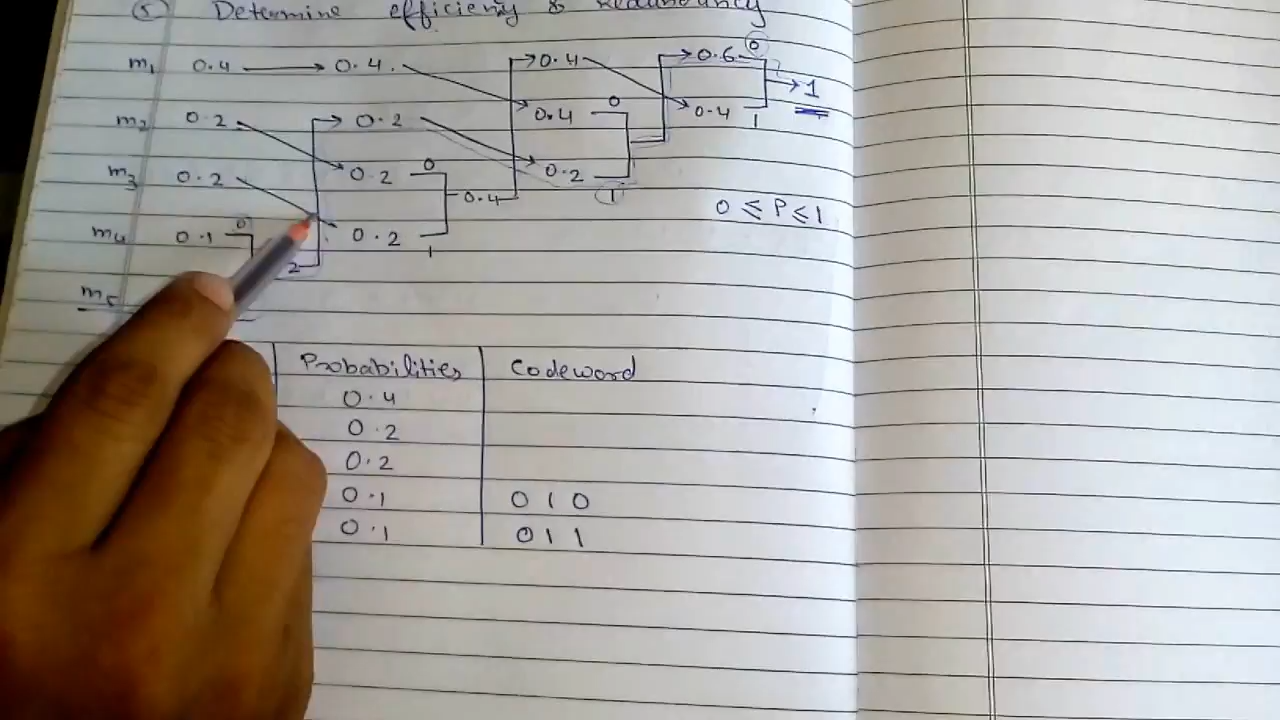 ⑤ Determine efficiency & Redundancy
m1 0.4 → 0.4 → 0.4 → 0.6 0
→ 1
m2 0.2 → 0.2 → 0.4 0 → 0.4 1
m3 0.2 → 0.2 0 → 0.2 1
0.4
0 ≤ P ≤ 1
m4 0.1 0 → 0.2 1
2
m5
Probabilities Codeword
0.4
0.2
0.2
0.1 0 1 0
0.1 0 1 1